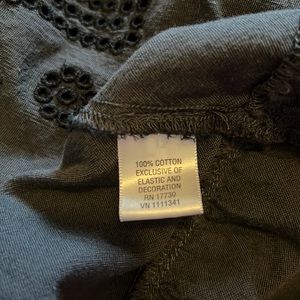 100% COTTON
EXCLUSIVE OF
ELASTIC AND
DECORATION
RN 17730
VN 1111341